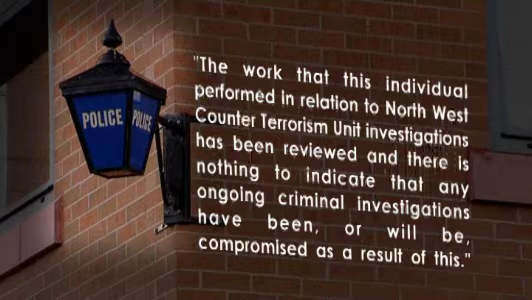 POLICE
POLICE
"The work that this individual
performed in relation to North West
Counter Terrorism Unit investigations
has been reviewed and there is
nothing to indicate that any
ongoing criminal investigations
have been, or will be,
compromised as a result of this."